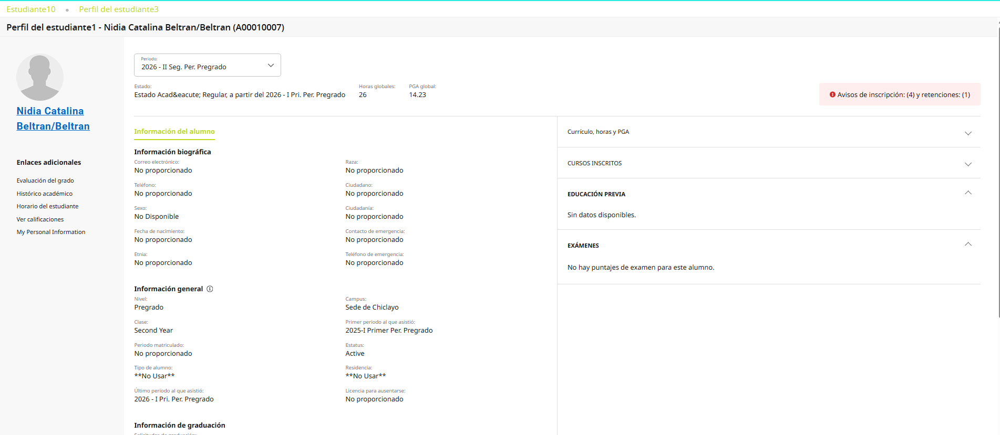 Estudiante10 • Perfil del estudiante3
Perfil del estudiante1 - Nidia Catalina Beltran/Beltran (A00010007)
Nidia Catalina
Beltran/Beltran
Enlaces adicionales
Evaluación del grado
Histórico académico
Horario del estudiante
Ver calificaciones
My Personal Information
Periodo:
2026 - II Seg. Per. Pregrado
Estado:
Estado Acad&eacute; Regular, a partir del 2026 - I Pri. Per. Pregrado
Horas globales:
26
PGA global:
14.23
Avisos de inscripción: (4) y retenciones: (1)
Información del alumno
Información biográfica
Correo electrónico:
No proporcionado
Raza:
No proporcionado
Teléfono:
No proporcionado
Ciudadano:
No proporcionado
Sexo:
No Disponible
Ciudadanía:
No proporcionado
Fecha de nacimiento:
No proporcionado
Contacto de emergencia:
No proporcionado
Etnia:
No proporcionado
Teléfono de emergencia:
No proporcionado
Información general
Nivel:
Pregrado
Campus:
Sede de Chiclayo
Clase:
Second Year
Primer periodo al que asistió:
2025-I Primer Per. Pregrado
Periodo matriculado:
No proporcionado
Estatus:
Active
Tipo de alumno:
**No Usar**
Residencia:
**No Usar**
Último periodo al que asistió:
2026 - I Pri. Per. Pregrado
Licencia para ausentarse:
No proporcionado
Información de graduación
Solicitudes de graduación:
Currículo, horas y PGA
CURSOS INSCRITOS
EDUCACIÓN PREVIA
Sin datos disponibles.
EXÁMENES
No hay puntajes de examen para este alumno.